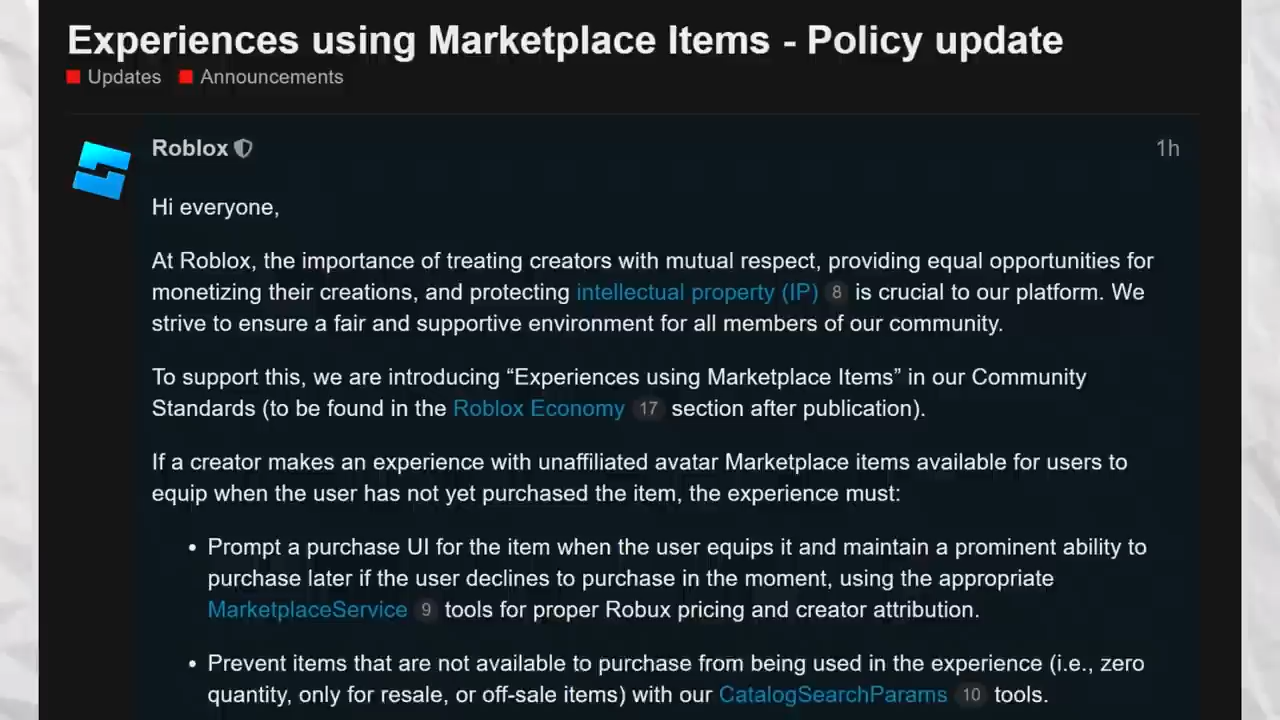 Experiences using Marketplace Items - Policy update
Updates Announcements
Roblox 1h
Hi everyone,
At Roblox, the importance of treating creators with mutual respect, providing equal opportunities for
monetizing their creations, and protecting intellectual property (IP) 8 is crucial to our platform. We
strive to ensure a fair and supportive environment for all members of our community.
To support this, we are introducing “Experiences using Marketplace Items” in our Community
Standards (to be found in the Roblox Economy 17 section after publication).
If a creator makes an experience with unaffiliated avatar Marketplace items available for users to
equip when the user has not yet purchased the item, the experience must:
• Prompt a purchase UI for the item when the user equips it and maintain a prominent ability to
purchase later if the user declines to purchase in the moment, using the appropriate
MarketplaceService 9 tools for proper Robux pricing and creator attribution.
• Prevent items that are not available to purchase from being used in the experience (i.e., zero
quantity, only for resale, or off-sale items) with our CatalogSearchParams 10 tools.